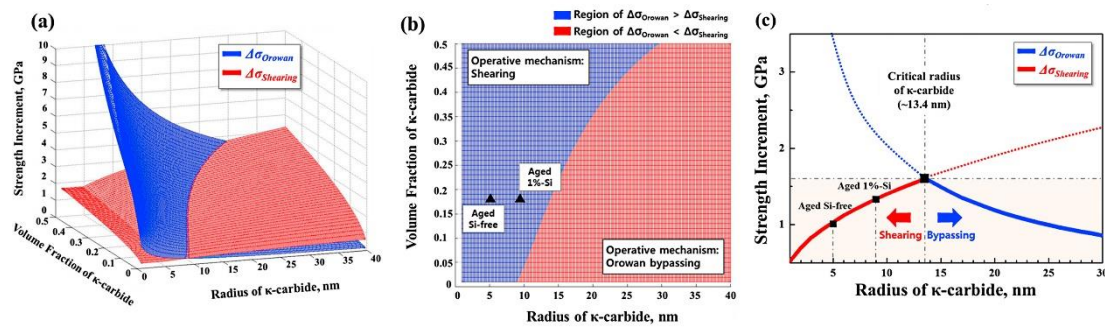 (a)
Δσ_Orowan
Δσ_Shearing
Strength Increment, GPa
10
9
8
7
6
5
4
3
2
1
0
0.5
0.4
0.3
0.2
0.1
0
Volume Fraction of κ-carbide
0
5
10
15
20
25
30
35
40
Radius of κ-carbide, nm
(b)
Region of Δσ_Orowan > Δσ_Shearing
Region of Δσ_Orowan < Δσ_Shearing
Volume Fraction of κ-carbide
0.5
0.45
0.4
0.35
0.3
0.25
0.2
0.15
0.1
0.05
0
Operative mechanism:
Shearing
Aged
1%-Si
Aged
Si-free
Operative mechanism:
Orowan bypassing
0 5 10 15 20 25 30 35 40
Radius of κ-carbide, nm
(c)
Δσ_Orowan
Δσ_Shearing
Critical radius
of κ-carbide
(~13.4 nm)
Strength Increment, GPa
3
2
1
Aged 1%-Si
Aged Si-free
Shearing
Bypassing
5 10 15 20 25 30
Radius of κ-carbide, nm